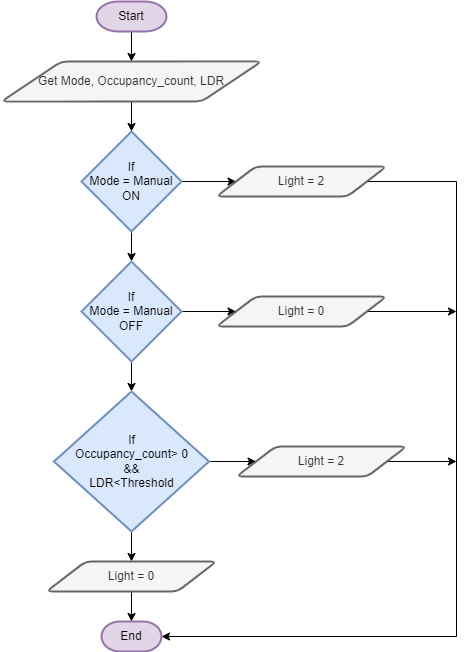 Start
Get Mode, Occupancy_count, LDR
If
Mode = Manual
ON
Light = 2
If
Mode = Manual
OFF
Light = 0
If
Occupancy_count> 0
&&
LDR<Threshold
Light = 2
Light = 0
End